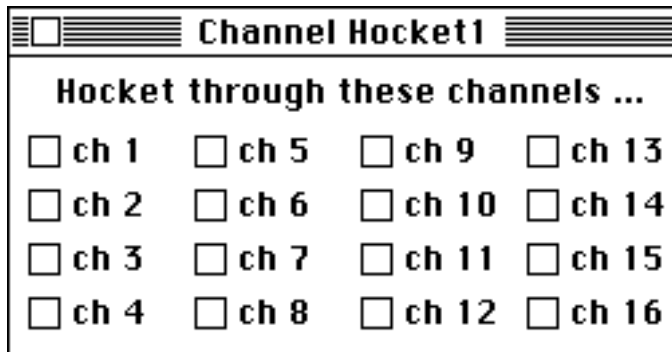 Channel Hocket1
Hocket through these channels ...
ch 1 ch 5 ch 9 ch 13
ch 2 ch 6 ch 10 ch 14
ch 3 ch 7 ch 11 ch 15
ch 4 ch 8 ch 12 ch 16